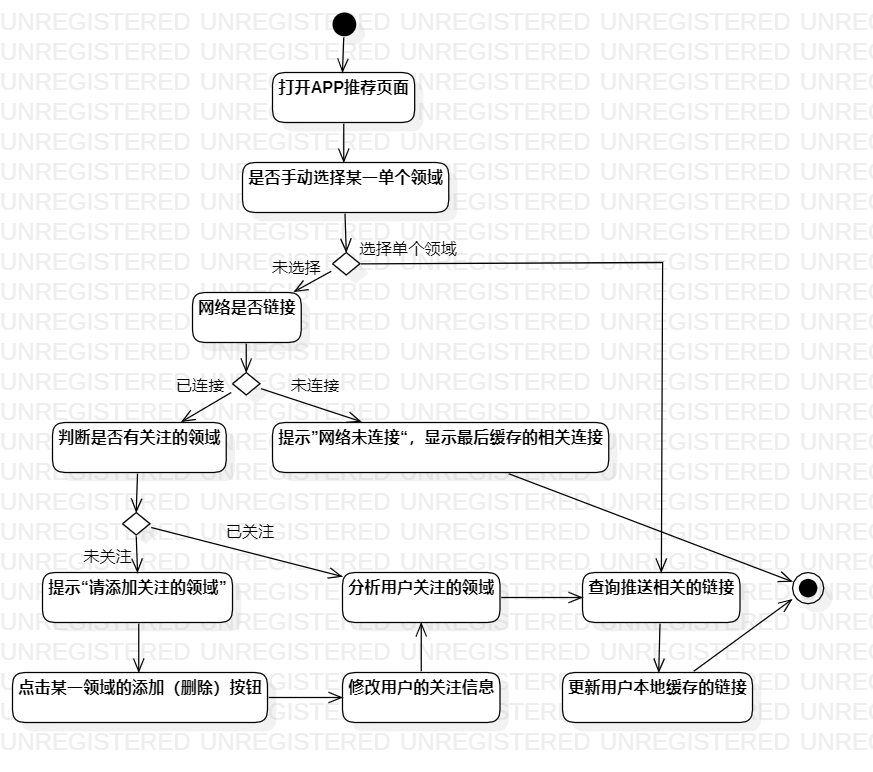 打开APP推荐页面
是否手动选择某一单个领域
选择单个领域
未选择
网络是否链接
已连接
未连接
判断是否有关注的领域
提示”网络未连接“，显示最后缓存的相关连接
已关注
未关注
提示“请添加关注的领域”
分析用户关注的领域
查询推送相关的链接
点击某一领域的添加（删除）按钮
修改用户的关注信息
更新用户本地缓存的链接
UNREGISTERED